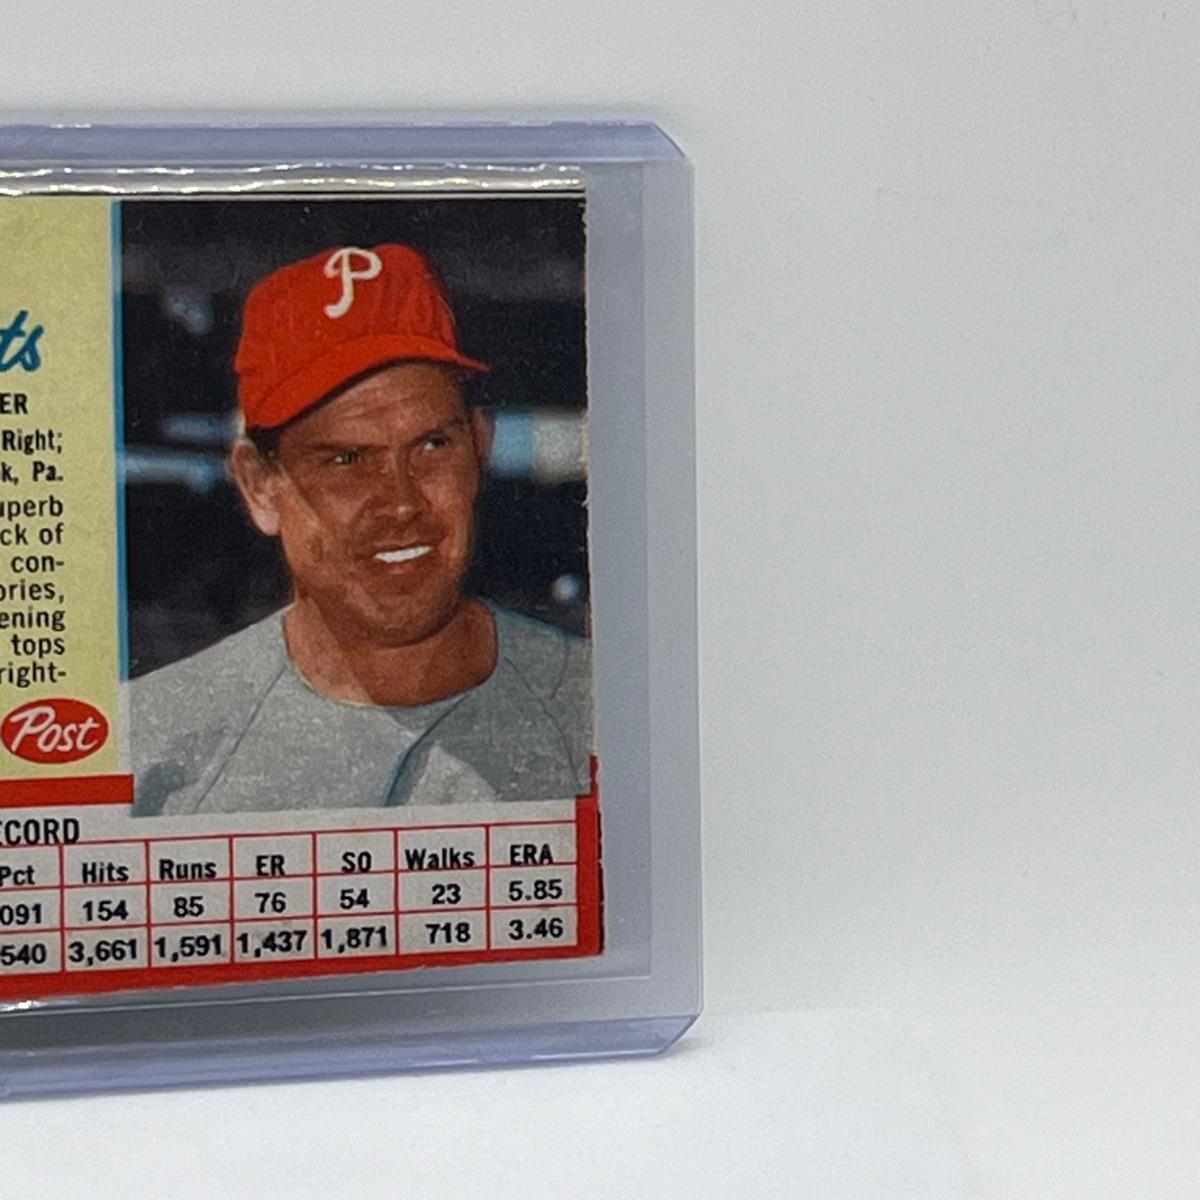 P
ts
ER
Right;
k, Pa.
uperb
ck of
con-
ories,
ening
tops
right-
Post
ECORD
Pct Hits Runs ER SO Walks ERA
091 154 85 76 54 23 5.85
540 3,661 1,591 1,437 1,871 718 3.46